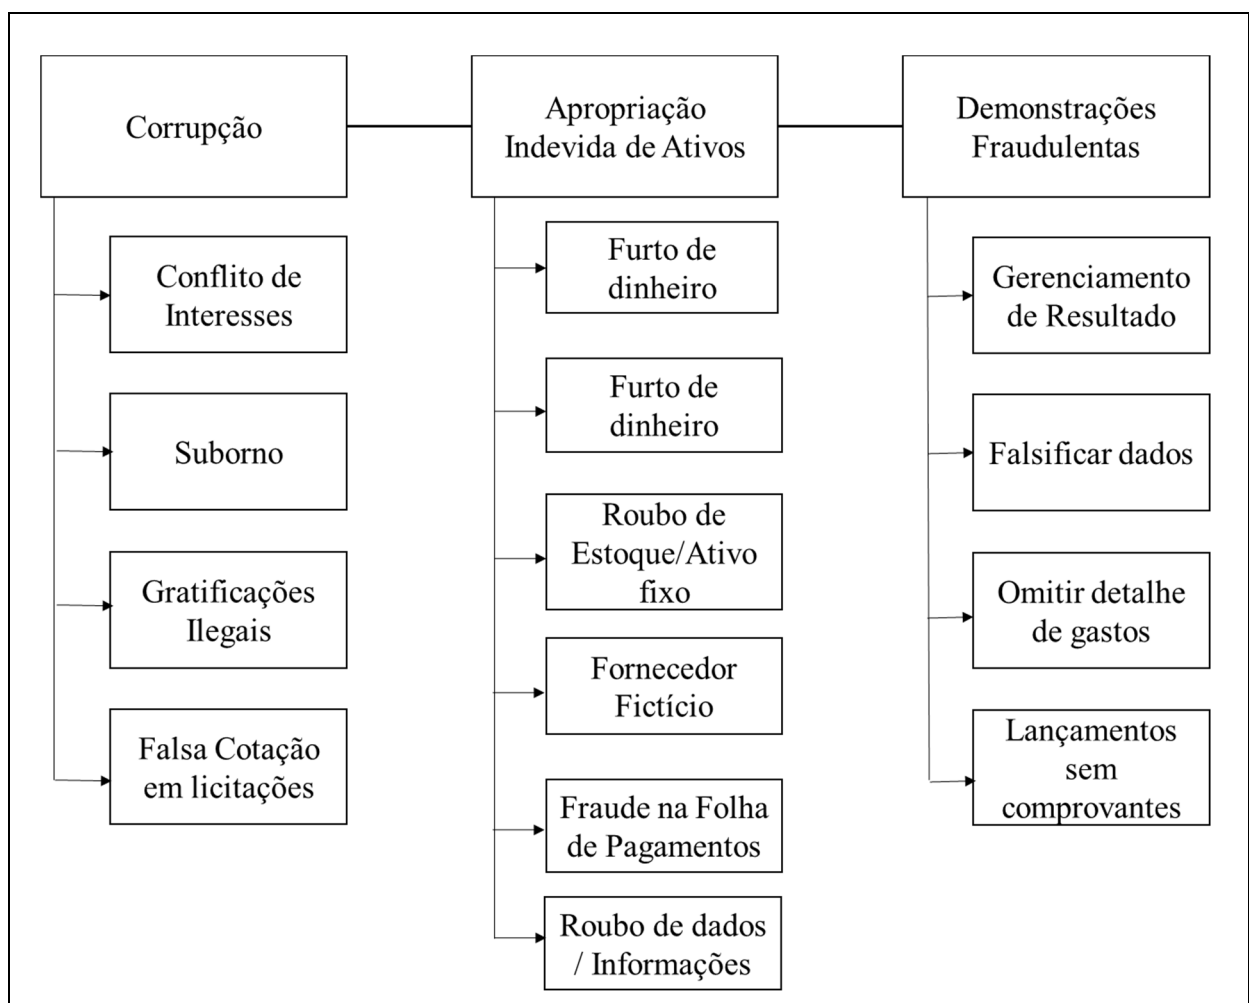 Corrupção
Apropriação
Indevida de Ativos
Demonstrações
Fraudulentas
Conflito de
Interesses
Suborno
Gratificações
Ilegais
Falsa Cotação
em licitações
Furto de
dinheiro
Furto de
dinheiro
Roubo de
Estoque/Ativo
fixo
Fornecedor
Fictício
Fraude na Folha
de Pagamentos
Roubo de dados
/ Informações
Gerenciamento
de Resultado
Falsificar dados
Omitir detalhe
de gastos
Lançamentos
sem
comprovantes